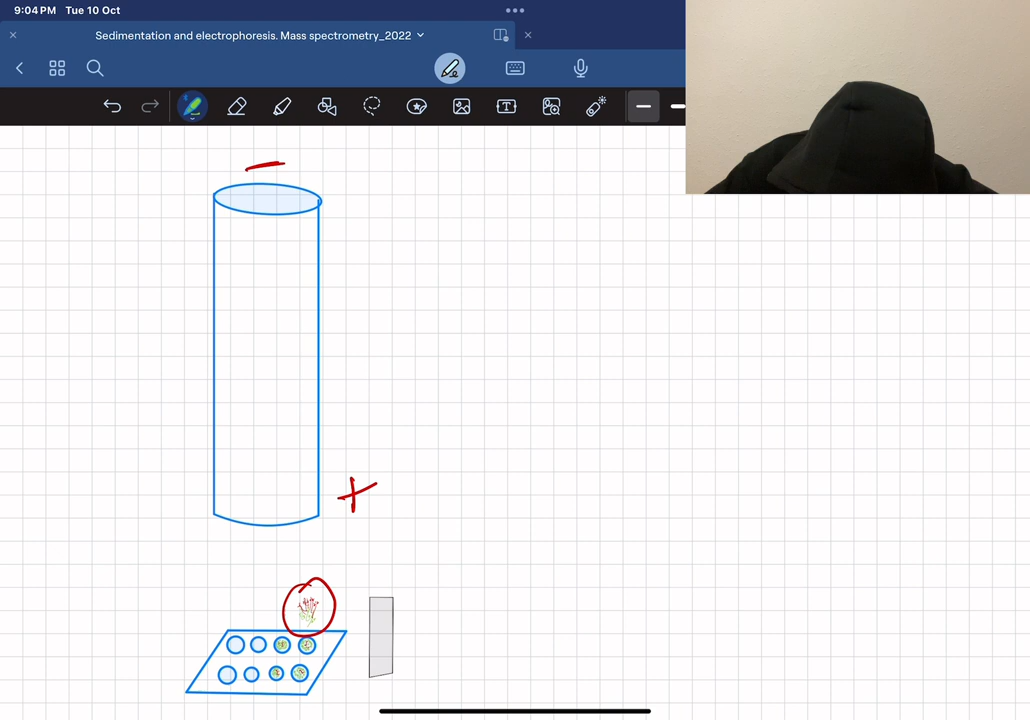 9:04 PM Tue 10 Oct
Sedimentation and electrophoresis. Mass spectrometry_2022
T
−
+